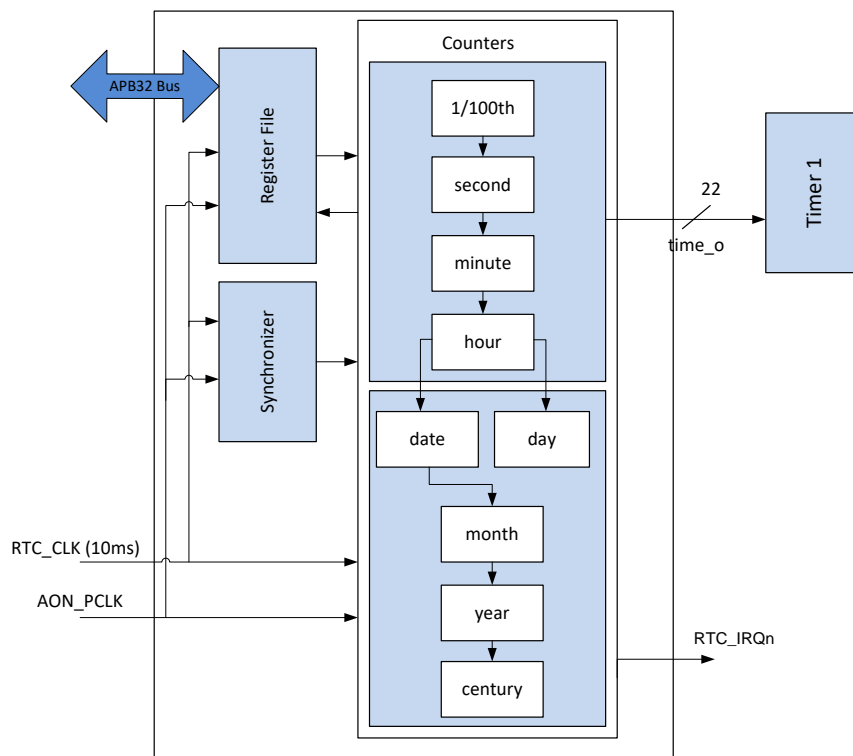 Counters
APB32 Bus
Register File
1/100th
second
minute
hour
22
time_o
Timer 1
Synchronizer
date
day
month
year
century
RTC_CLK (10ms)
AON_PCLK
RTC_IRQn